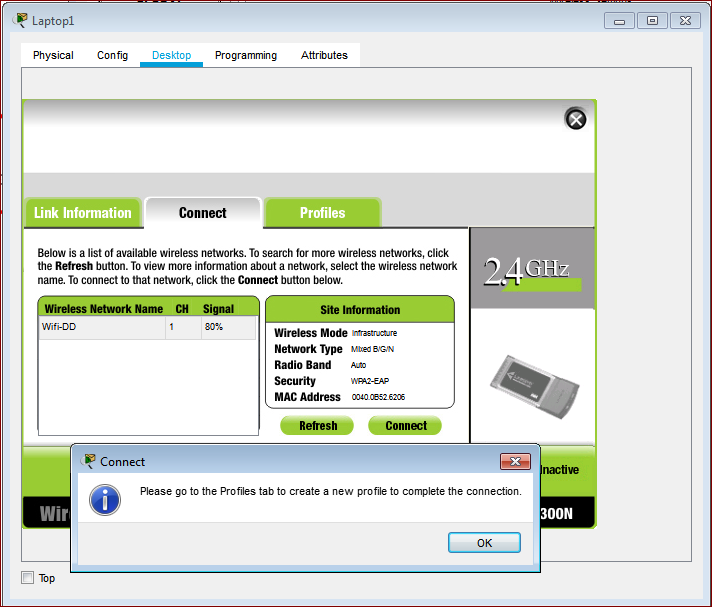 Laptop1
Physical Config Desktop Programming Attributes
Link Information Connect Profiles
Below is a list of available wireless networks. To search for more wireless networks, click
the Refresh button. To view more information about a network, select the wireless network
name. To connect to that network, click the Connect button below.
2.4GHz
Wireless Network Name CH Signal
Wifi-DD 1 80%
Site Information
Wireless Mode Infrastructure
Network Type Mixed B/G/N
Radio Band Auto
Security WPA2-EAP
MAC Address 0040.0B52.6206
Refresh Connect
Connect
Please go to the Profiles tab to create a new profile to complete the connection.
OK
Inactive
Wir
300N
Top